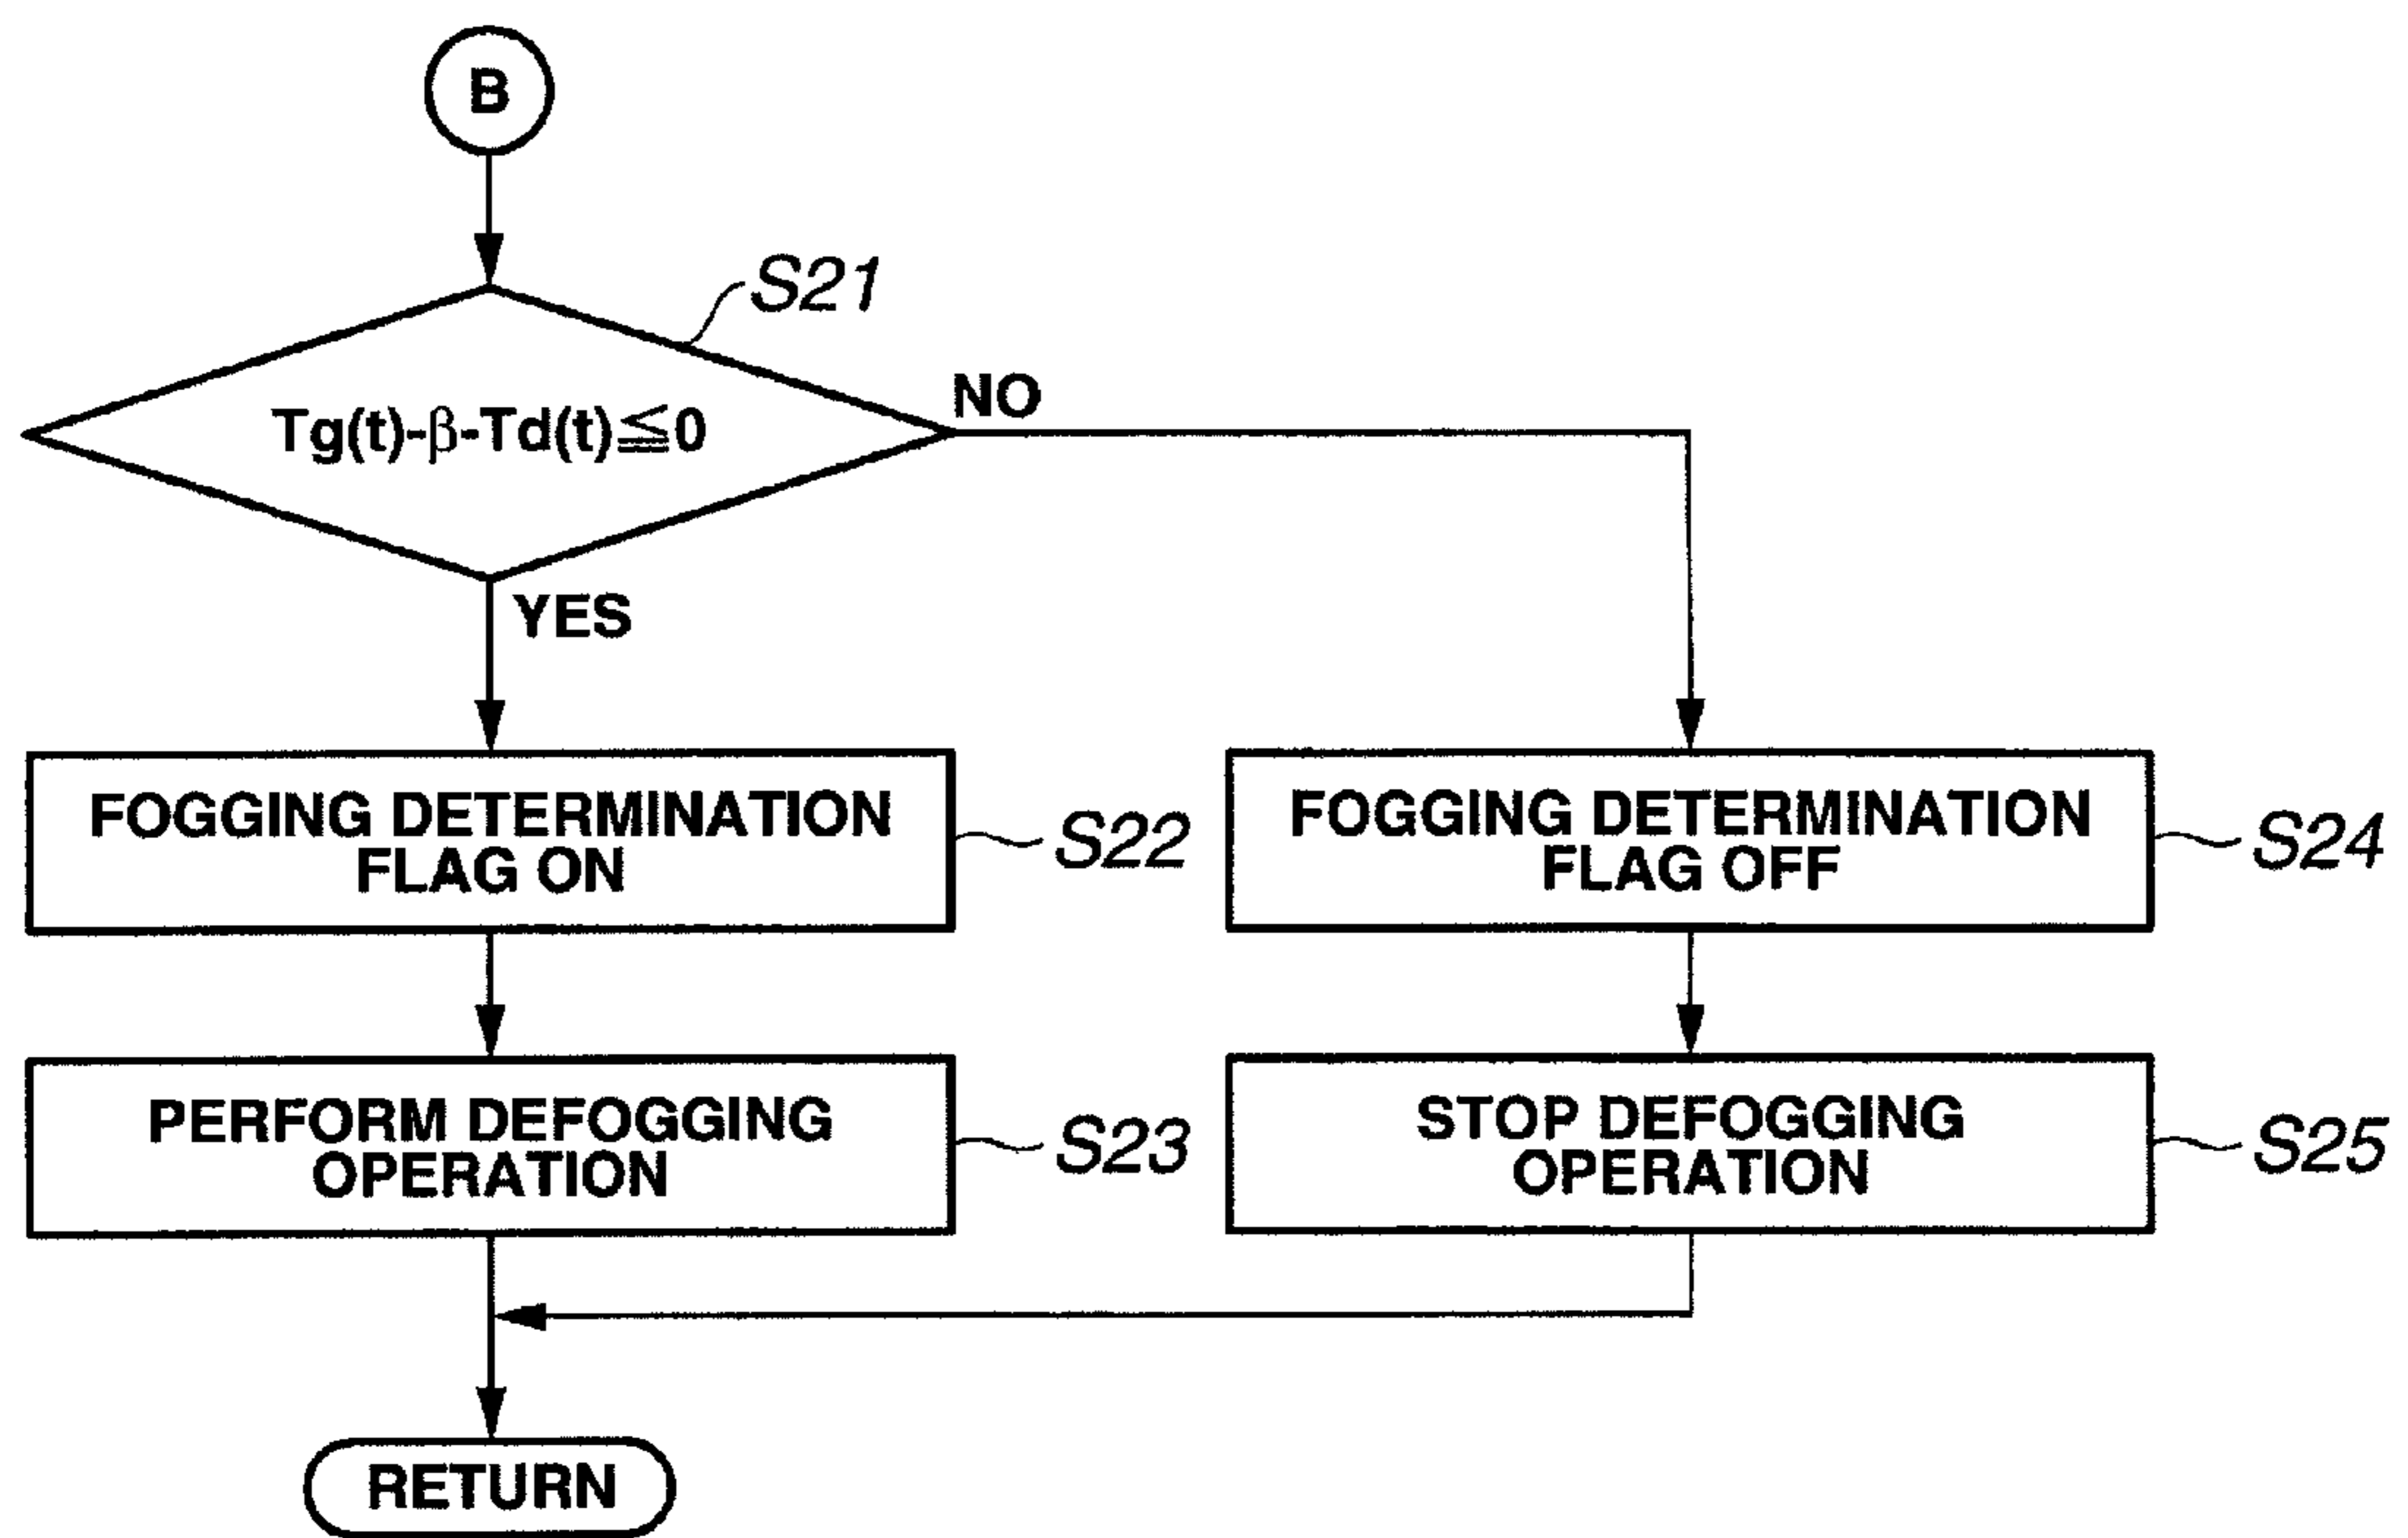 B
S21
Tg(t)-β-Td(t)≦0
NO
YES
FOGGING DETERMINATION
FLAG ON
S22
FOGGING DETERMINATION
FLAG OFF
S24
PERFORM DEFOGGING
OPERATION
S23
STOP DEFOGGING
OPERATION
S25
RETURN